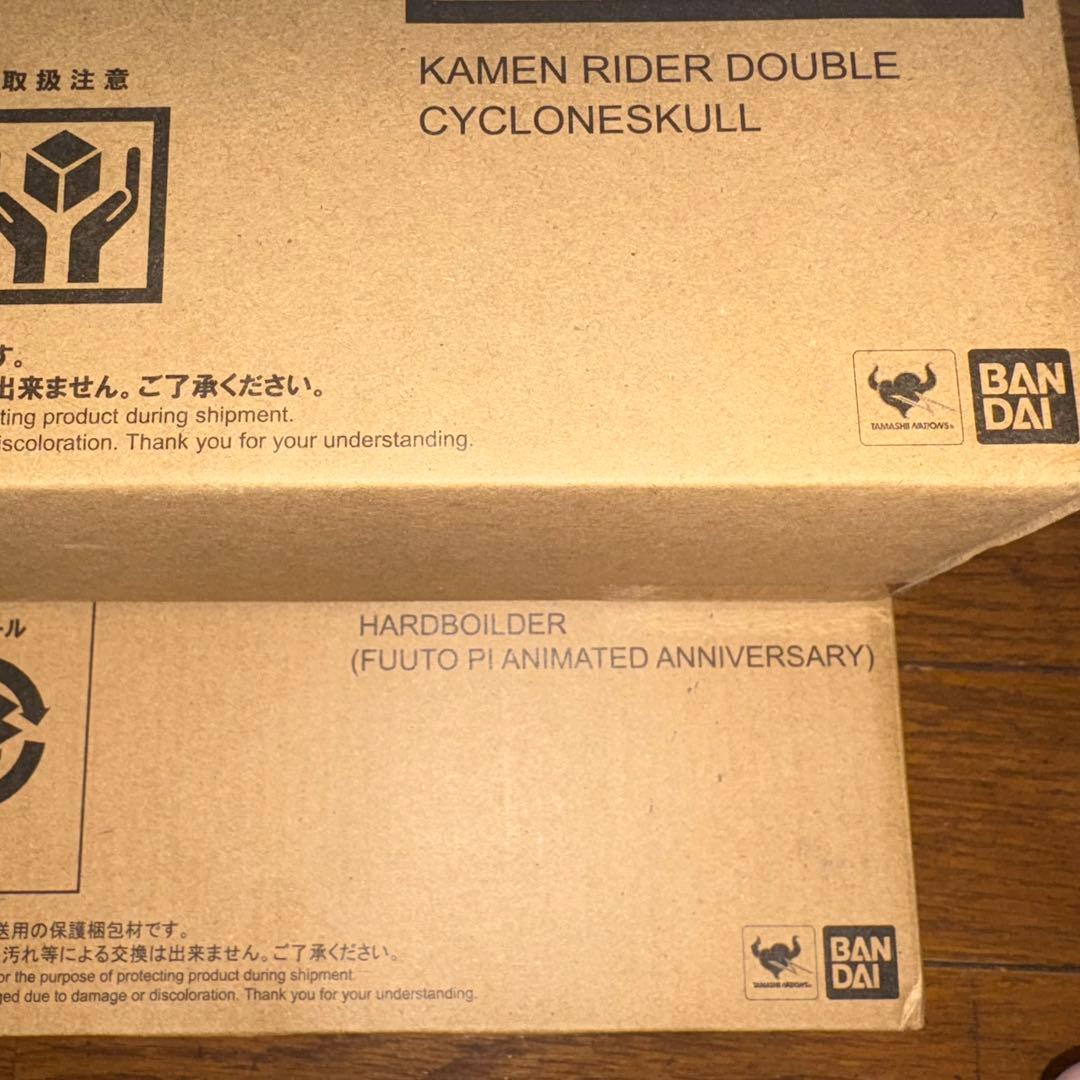 取扱注意
KAMEN RIDER DOUBLE
CYCLONESKULL
す。
出来ません。ご了承ください。
ting product during shipment.
iscoloration. Thank you for your understanding.
TAMASHII NATIONS
BAN
DAI
ール
HARDBOILDER
(FUUTO PI ANIMATED ANNIVERSARY)
送用の保護梱包材です。
汚れ等による交換は出来ません。ご了承ください。
or the purpose of protecting product during shipment.
ged due to damage or discoloration. Thank you for your understanding.
TAMASHII NATIONS
BAN
DAI